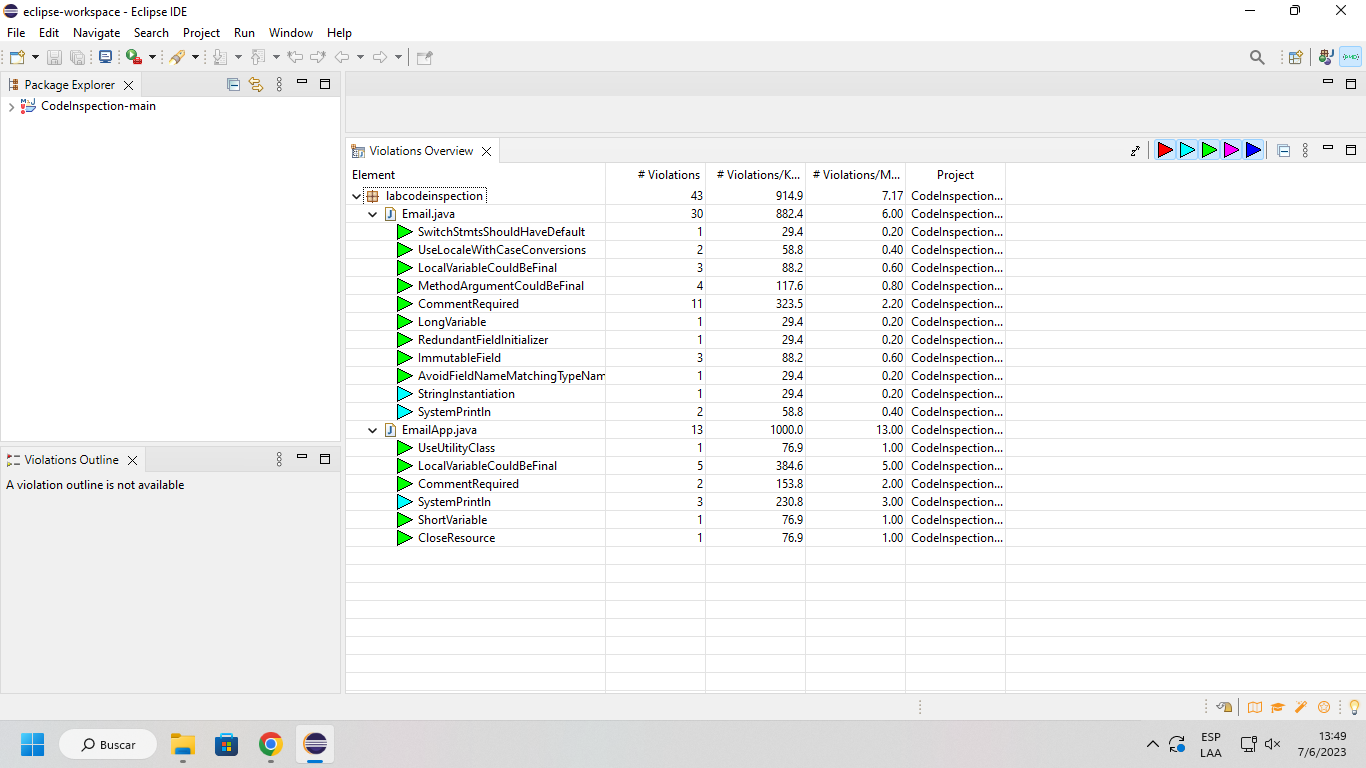 eclipse-workspace - Eclipse IDE
File Edit Navigate Search Project Run Window Help
Package Explorer
CodeInspection-main
Violations Outline
A violation outline is not available
Violations Overview
Element # Violations # Violations/K... # Violations/M... Project
labcodeinspection 43 914.9 7.17 CodeInspection...
Email.java 30 882.4 6.00 CodeInspection...
SwitchStmtsShouldHaveDefault 1 29.4 0.20 CodeInspection...
UseLocaleWithCaseConversions 2 58.8 0.40 CodeInspection...
LocalVariableCouldBeFinal 3 88.2 0.60 CodeInspection...
MethodArgumentCouldBeFinal 4 117.6 0.80 CodeInspection...
CommentRequired 11 323.5 2.20 CodeInspection...
LongVariable 1 29.4 0.20 CodeInspection...
RedundantFieldInitializer 1 29.4 0.20 CodeInspection...
ImmutableField 3 88.2 0.60 CodeInspection...
AvoidFieldNameMatchingTypeNam 1 29.4 0.20 CodeInspection...
StringInstantiation 1 29.4 0.20 CodeInspection...
SystemPrintln 2 58.8 0.40 CodeInspection...
EmailApp.java 13 1000.0 13.00 CodeInspection...
UseUtilityClass 1 76.9 1.00 CodeInspection...
LocalVariableCouldBeFinal 5 384.6 5.00 CodeInspection...
CommentRequired 2 153.8 2.00 CodeInspection...
SystemPrintln 3 230.8 3.00 CodeInspection...
ShortVariable 1 76.9 1.00 CodeInspection...
CloseResource 1 76.9 1.00 CodeInspection...
Buscar
ESP
LAA
13:49
7/6/2023